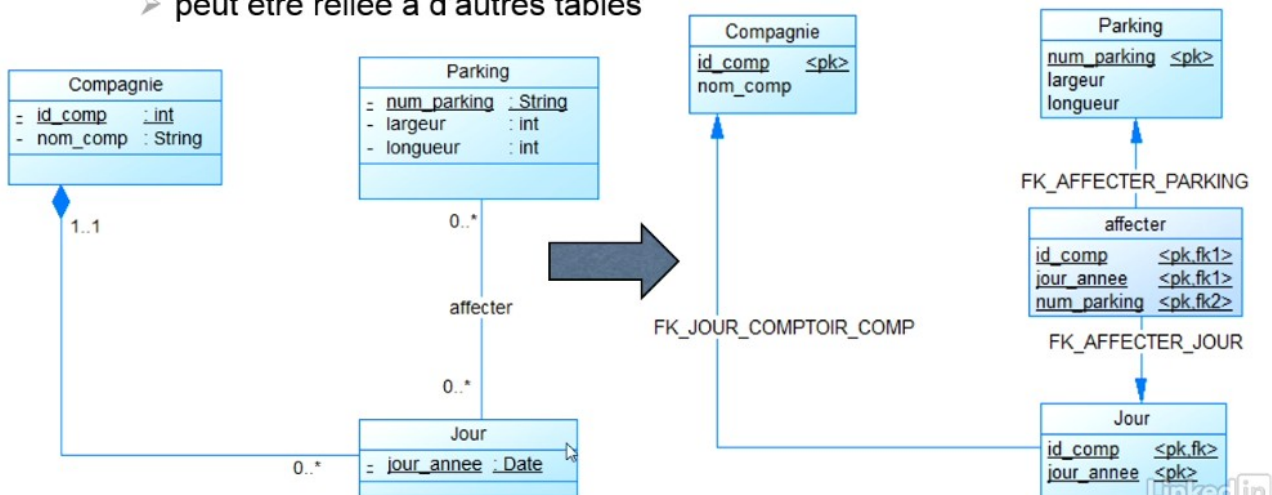 peut être reliée à d'autres tables
Compagnie
- id_comp : int
- nom_comp : String
1..1
Parking
- num_parking : String
- largeur : int
- longueur : int
0..*
affecter
0..*
0..*
Jour
- jour_annee : Date
Compagnie
id_comp <pk>
nom_comp
FK_JOUR_COMPTOIR_COMP
Parking
num_parking <pk>
largeur
longueur
FK_AFFECTER_PARKING
affecter
id_comp <pk,fk1>
jour_annee <pk,fk1>
num_parking <pk,fk2>
FK_AFFECTER_JOUR
Jour
id_comp <pk,fk>
jour_annee <pk>
Linked in